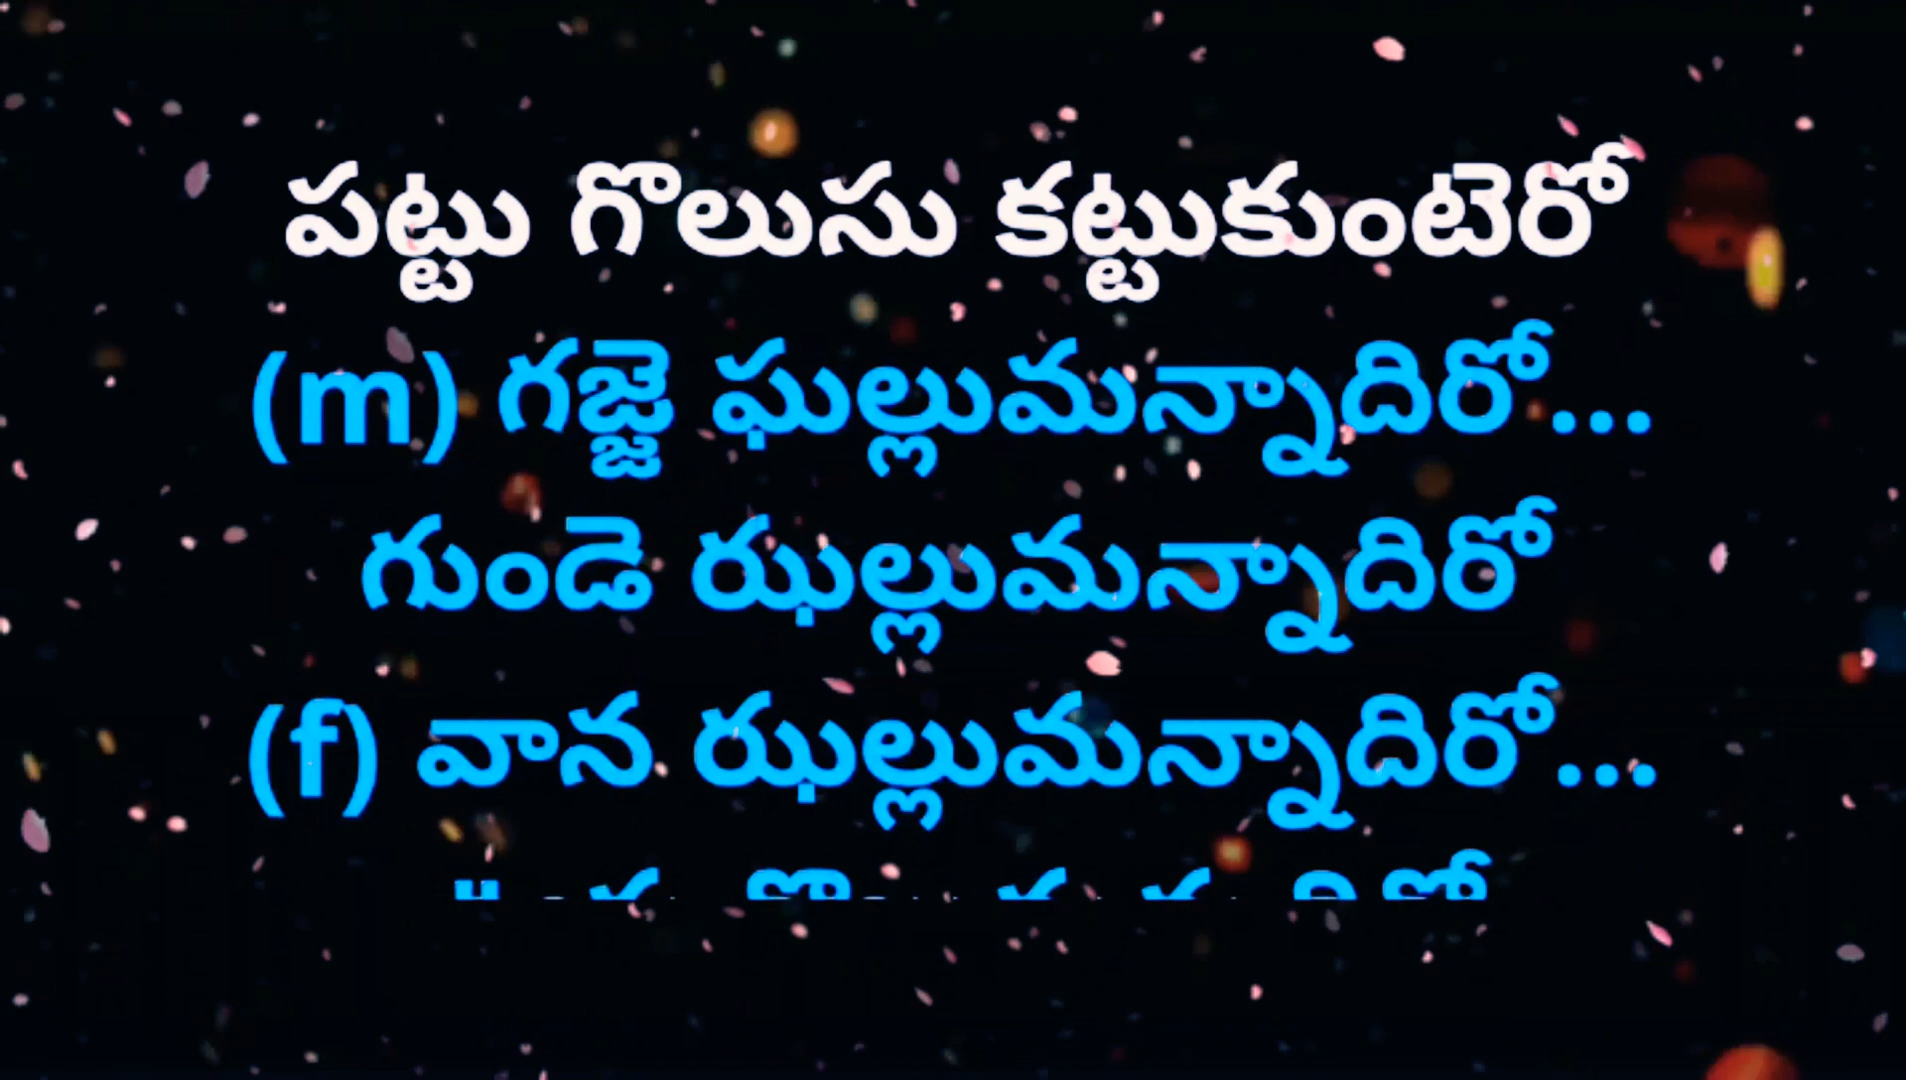 పట్టు గొలుసు కట్టుకుంటెరో
(m) గజ్జె ఘల్లుమన్నాదిరో...
గుండె ఝల్లుమన్నాదిరో
(f) వాన ఝల్లుమన్నాదిరో...